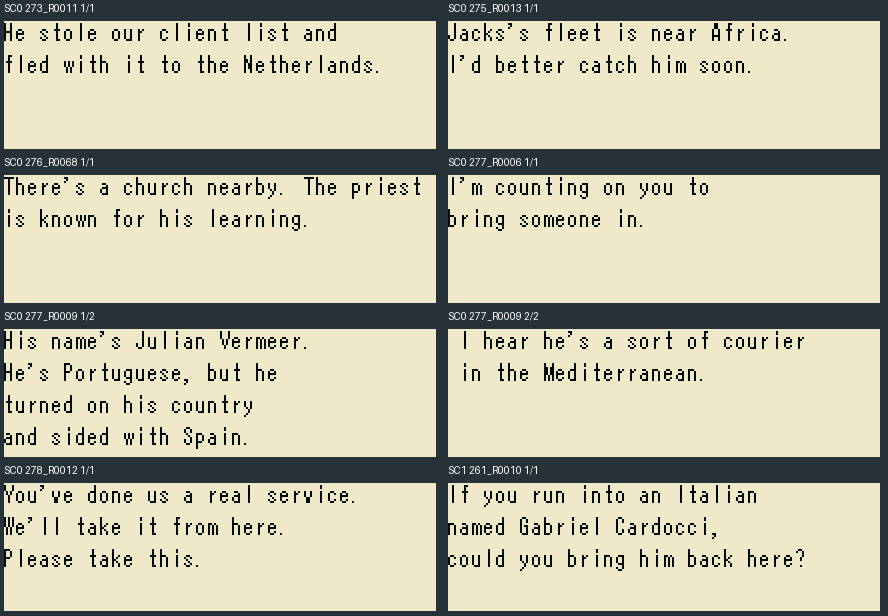 SC0 273_R0011 1/1
He stole our client list and
fled with it to the Netherlands.
SC0 275_R0013 1/1
Jacks's fleet is near Africa.
I'd better catch him soon.
SC0 276_R0068 1/1
There's a church nearby. The priest
is known for his learning.
SC0 277_R0006 1/1
I'm counting on you to
bring someone in.
SC0 277_R0009 1/2
His name's Julian Vermeer.
He's Portuguese, but he
turned on his country
and sided with Spain.
SC0 277_R0009 2/2
I hear he's a sort of courier
in the Mediterranean.
SC0 278_R0012 1/1
You've done us a real service.
We'll take it from here.
Please take this.
SC1 261_R0010 1/1
If you run into an Italian
named Gabriel Cardocci,
could you bring him back here?